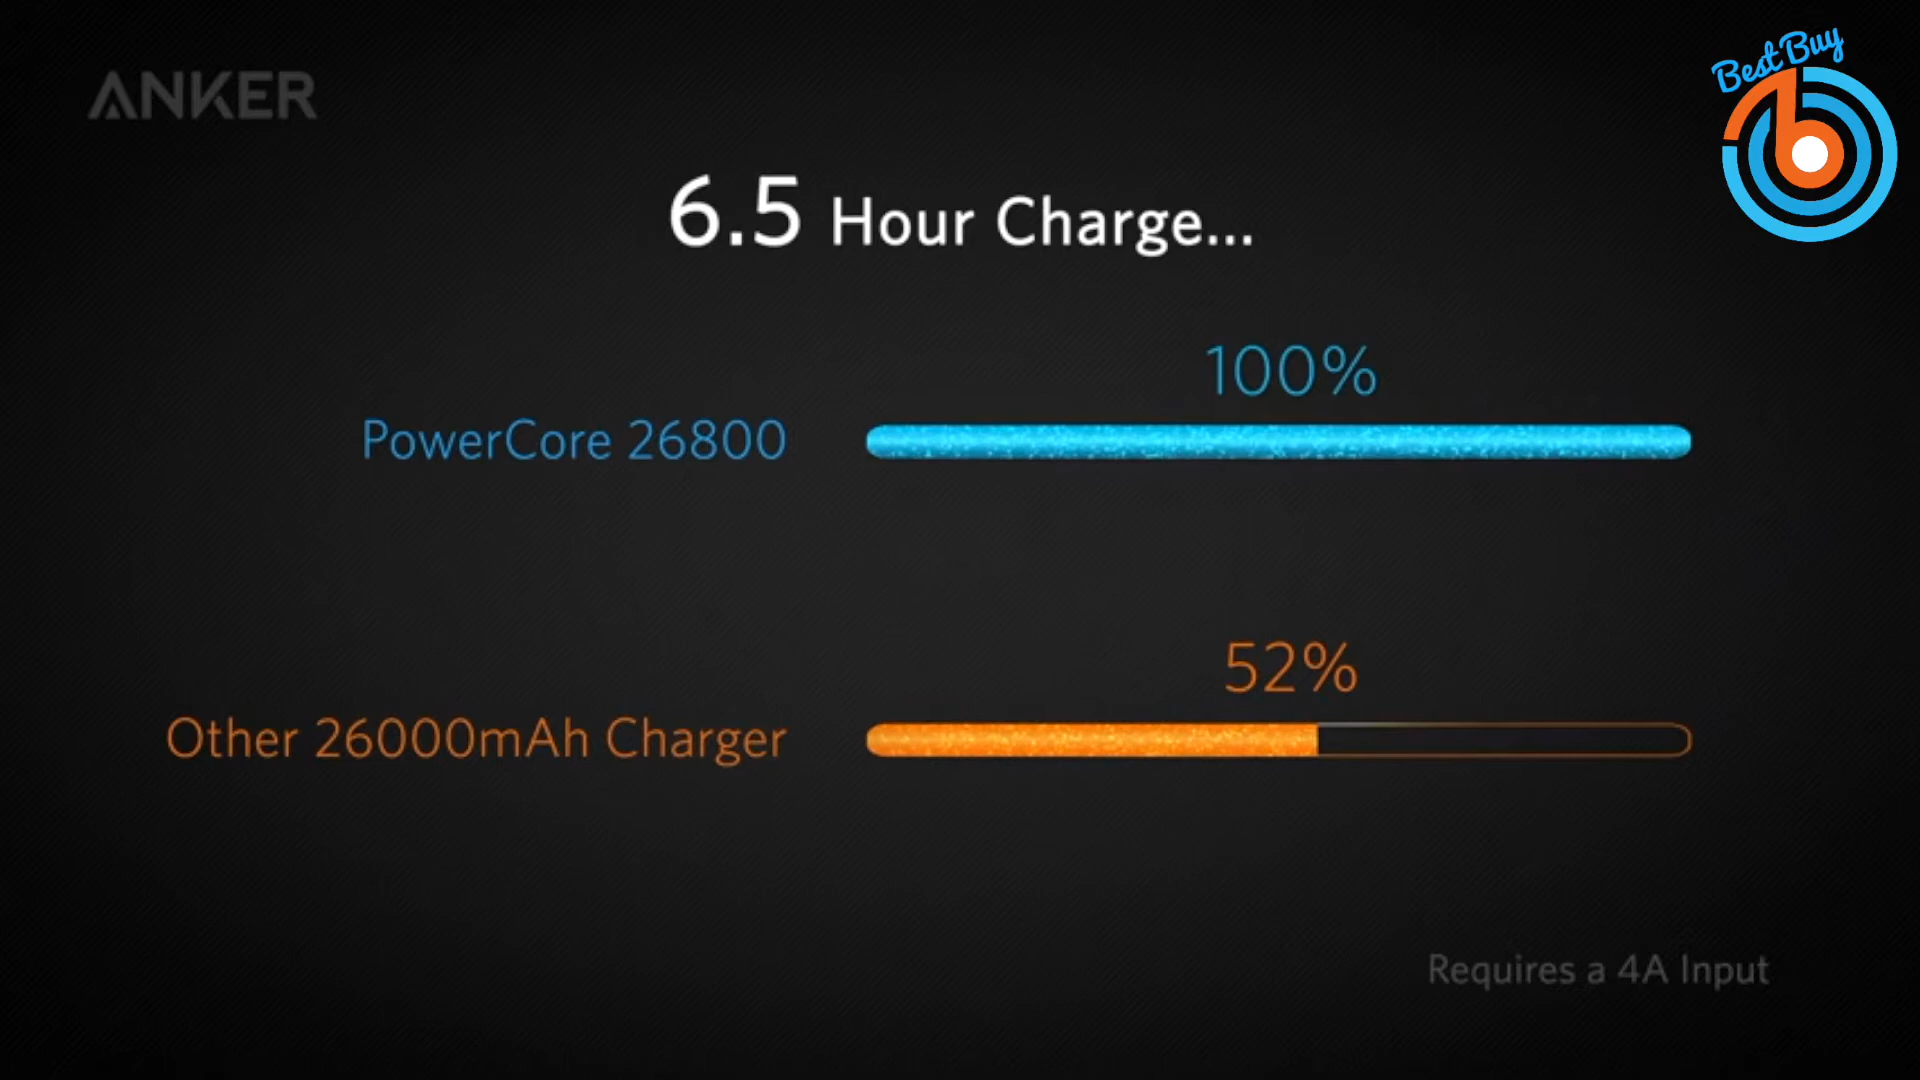 Best Buy
ANKER
6.5 Hour Charge...
100%
PowerCore 26800
52%
Other 26000mAh Charger
Requires a 4A Input